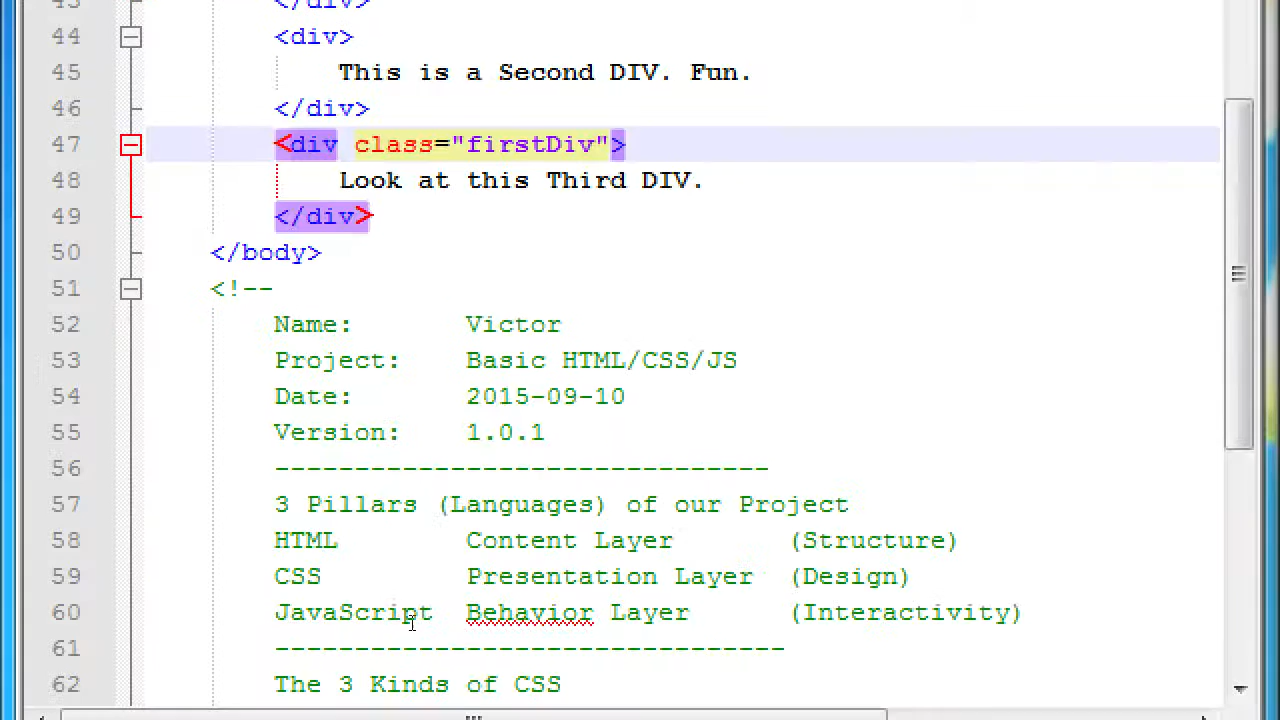 43 </div>
44 <div>
45 This is a Second DIV. Fun.
46 </div>
47 <div class="firstDiv">
48 Look at this Third DIV.
49 </div>
50 </body>
51 <!--
52 Name: Victor
53 Project: Basic HTML/CSS/JS
54 Date: 2015-09-10
55 Version: 1.0.1
56 -------------------------------
57 3 Pillars (Languages) of our Project
58 HTML Content Layer (Structure)
59 CSS Presentation Layer (Design)
60 JavaScript Behavior Layer (Interactivity)
61 --------------------------------
62 The 3 Kinds of CSS